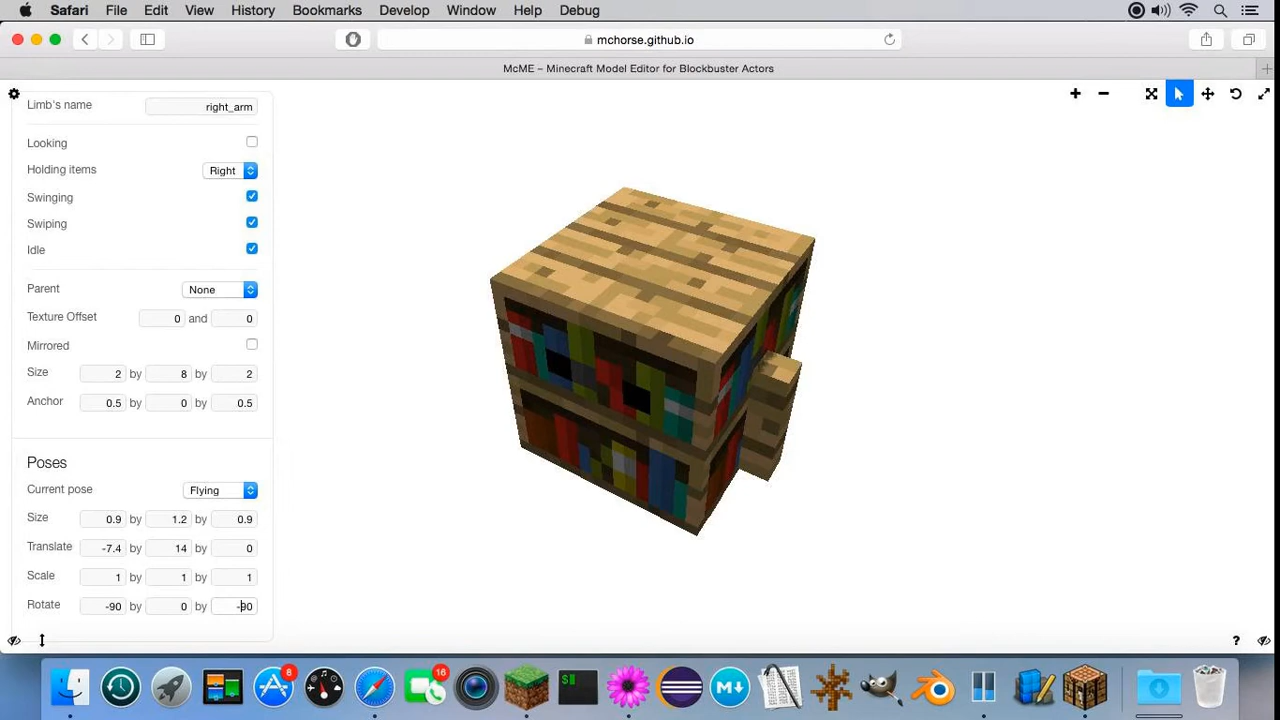 Safari File Edit View History Bookmarks Develop Window Help Debug
mchorse.github.io
McME – Minecraft Model Editor for Blockbuster Actors
Limb's name right_arm
Looking
Holding items Right
Swinging
Swiping
Idle
Parent None
Texture Offset 0 and 0
Mirrored
Size 2 by 8 by 2
Anchor 0.5 by 0 by 0.5
Poses
Current pose Flying
Size 0.9 by 1.2 by 0.9
Translate -7.4 by 14 by 0
Scale 1 by 1 by 1
Rotate -90 by 0 by -90
?
8 16 $ M